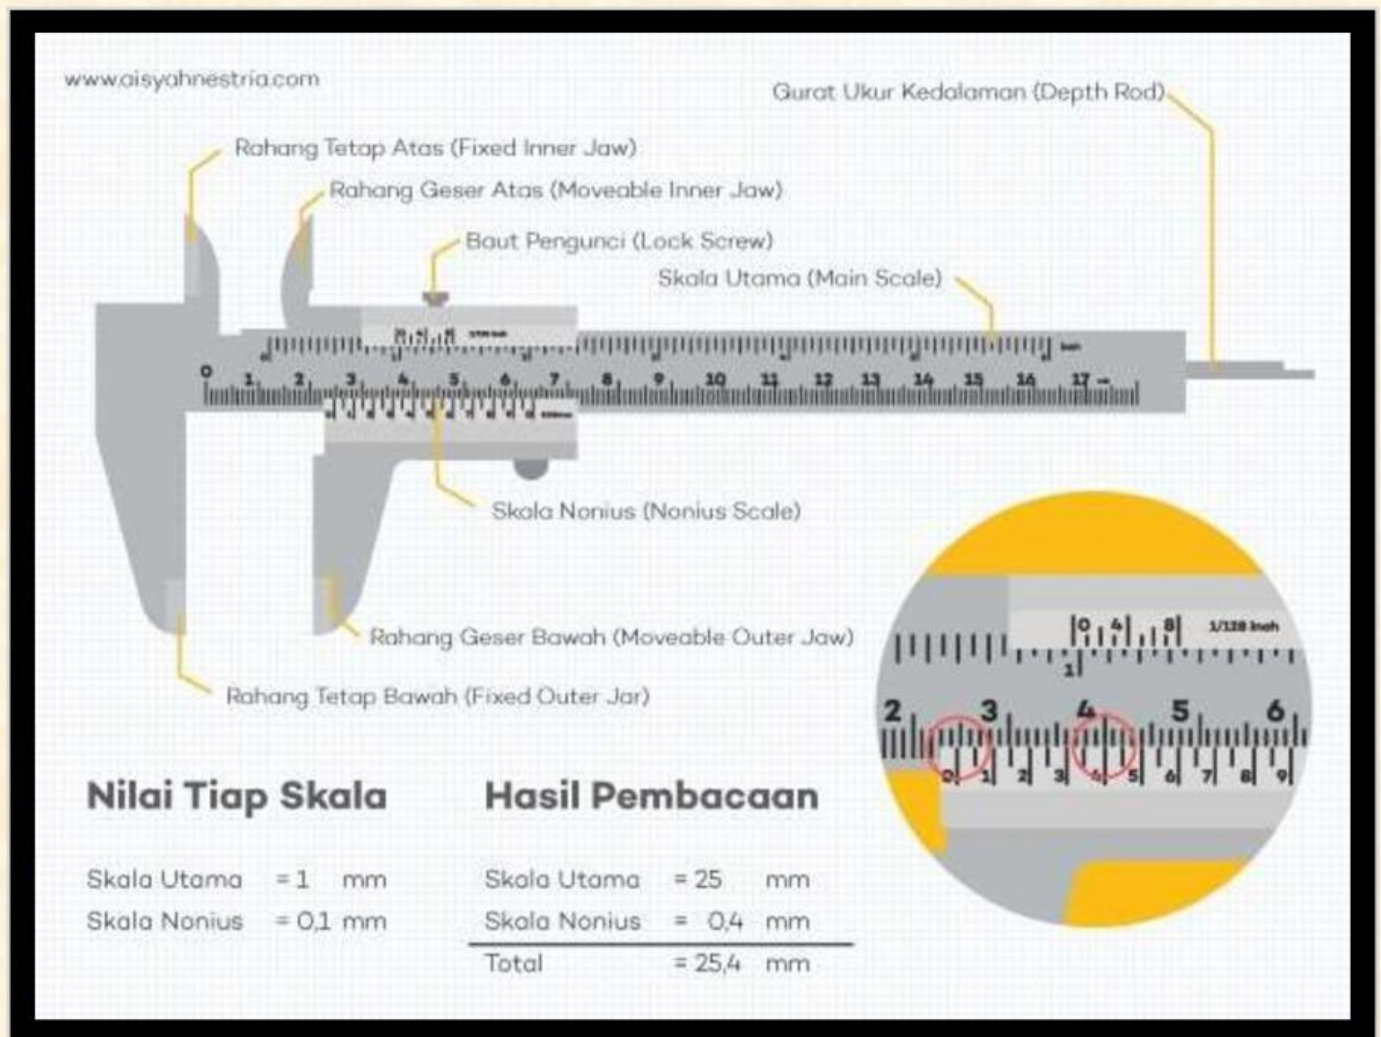 www.aisyahnestria.com
Gurat Ukur Kedalaman (Depth Rod)
Rahang Tetap Atas (Fixed Inner Jaw)
Rahang Geser Atas (Moveable Inner Jaw)
Baut Pengunci (Lock Screw)
Skala Utama (Main Scale)
0 4 8
inch
0 1 2 3 4 5 6 7 8 9 10 11 12 13 14 15 16 17
Skala Nonius (Nonius Scale)
Rahang Geser Bawah (Moveable Outer Jaw)
Rahang Tetap Bawah (Fixed Outer Jar)
0 4 8 1/128 inch
1
2 3 4 5 6
0 1 2 3 4 5 6 7 8 9
Nilai Tiap Skala
Skala Utama = 1 mm
Skala Nonius = 0,1 mm
Hasil Pembacaan
Skala Utama = 25 mm
Skala Nonius = 0,4 mm
Total = 25,4 mm